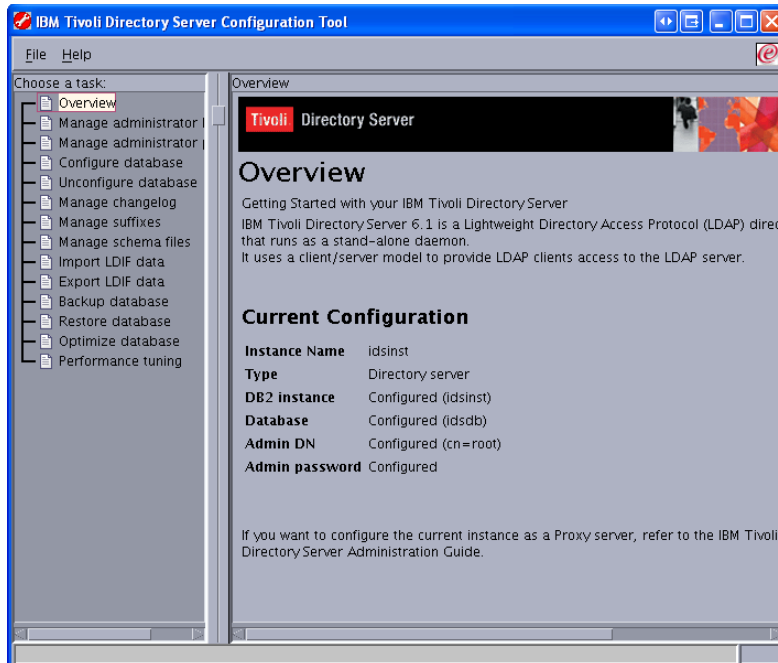 IBM Tivoli Directory Server Configuration Tool
File Help
Choose a task:
Overview
Manage administrator
Manage administrator
Configure database
Unconfigure database
Manage changelog
Manage suffixes
Manage schema files
Import LDIF data
Export LDIF data
Backup database
Restore database
Optimize database
Performance tuning
Overview
Tivoli Directory Server
Overview
Getting Started with your IBM Tivoli Directory Server
IBM Tivoli Directory Server 6.1 is a Lightweight Directory Access Protocol (LDAP) direc
that runs as a stand-alone daemon.
It uses a client/server model to provide LDAP clients access to the LDAP server.
Current Configuration
Instance Name idsinst
Type Directory server
DB2 instance Configured (idsinst)
Database Configured (idsdb)
Admin DN Configured (cn=root)
Admin password Configured
If you want to configure the current instance as a Proxy server, refer to the IBM Tivoli
Directory Server Administration Guide.